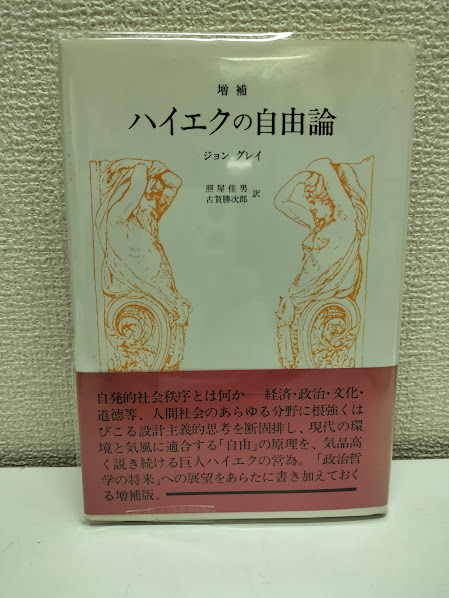 増補
ハイエクの自由論
ジョン グレイ
照屋佳男
古賀勝次郎
訳
自発的社会秩序とは何か──経済・政治・文化・
道徳等、人間社会のあらゆる分野に根強くは
びこる設計主義的思考を断固排し、現代の環
境と気風に適合する「自由」の原理を、気品高
く説き続ける巨人ハイエクの営為。「政治哲
学の将来」への展望をあらたに書き加えておく
る増補版。